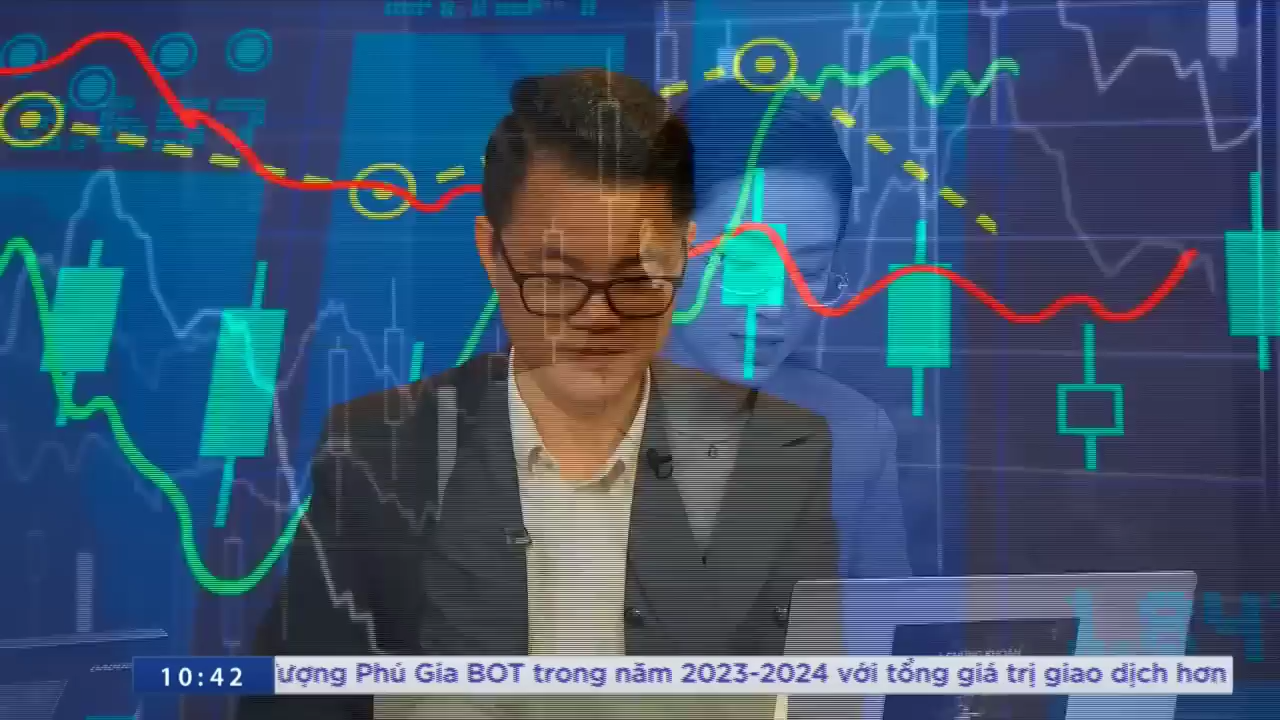 10:42
ượng Phú Gia BOT trong năm 2023-2024 với tổng giá trị giao dịch hơn